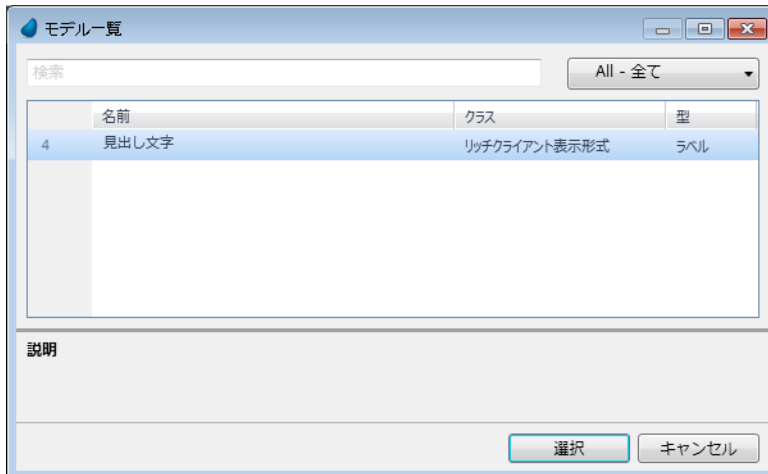 モデル一覧
検索
All - 全て
名前 クラス 型
4 見出し文字 リッチクライアント表示形式 ラベル
説明
選択 キャンセル